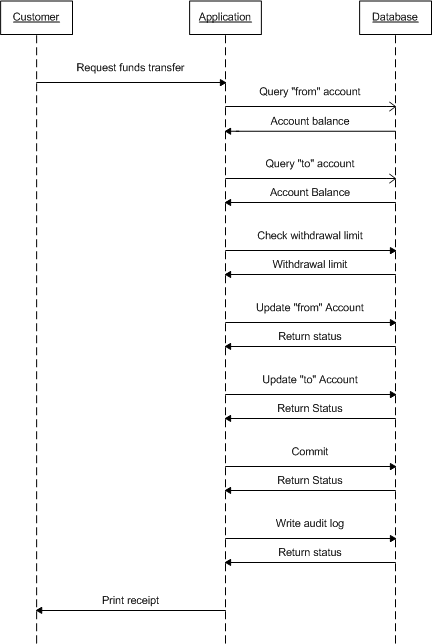 Customer Application Database
Request funds transfer
Query "from" account
Account balance
Query "to" account
Account Balance
Check withdrawal limit
Withdrawal limit
Update "from" Account
Return status
Update "to" Account
Return Status
Commit
Return Status
Write audit log
Return status
Print receipt